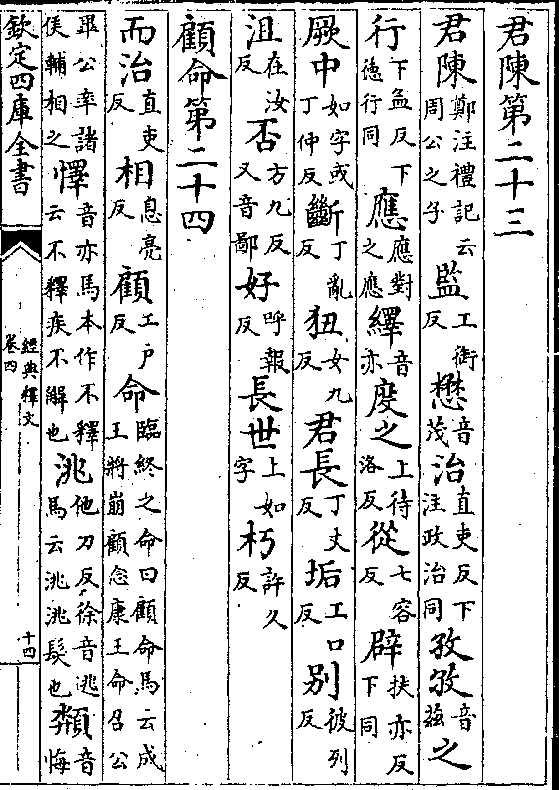 君陳第二十三
君陳鄭注禮記云周公之子監工銜反懋音茂治直吏反下注政治同孜孜音茲之
行下孟反下德行同應應對之應繹音亦度之上待洛反從七容反辟扶亦反下同
厥中如字或丁仲反斷丁亂反狃女九反君長丁丈反垢工口反別彼列反
沮在汝反否方九反又音鄙好呼報反長世上如字朽許久反
顧命第二十四
而治直吏反相息亮反顧工戶反命臨終之命曰顧命馬云成王將崩顧念康王命召公
畢公率諸侯輔相之懌音亦馬本作不釋云不釋疾不解也洮他刀反徐音逃馬云洮洮髮也頮音悔
欽定四庫全書
經典釋文
卷四
十四